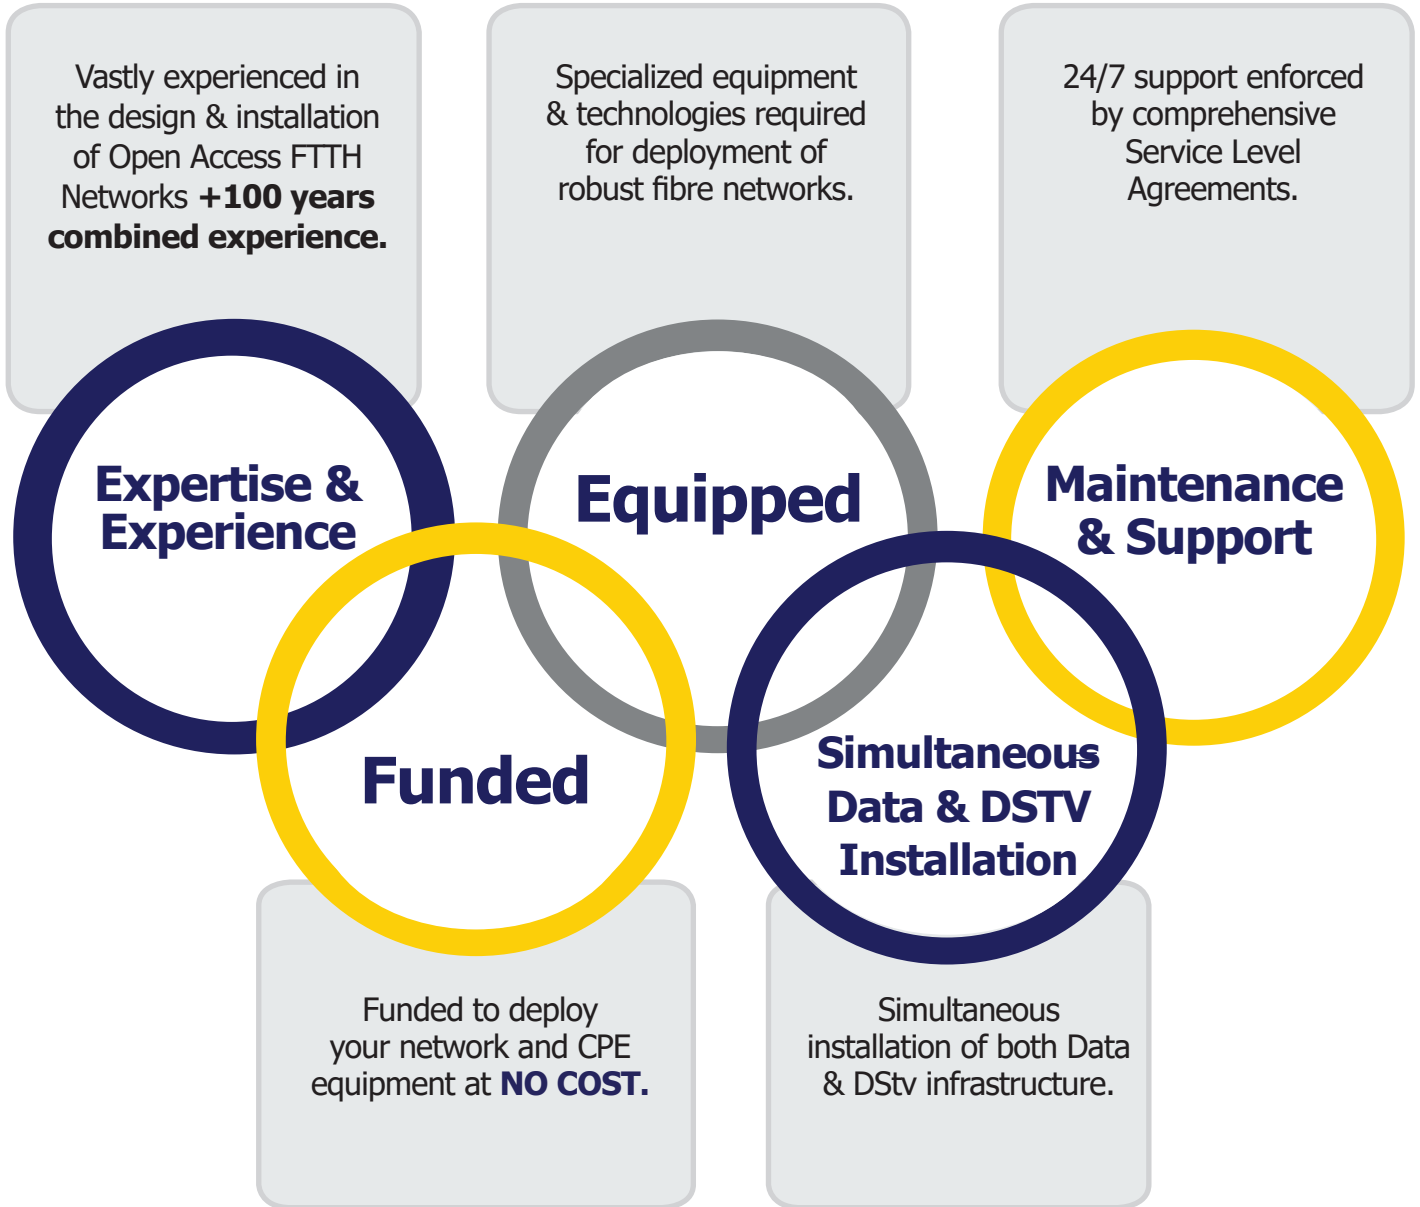 Vastly experienced in
the design & installation
of Open Access FTTH
Networks +100 years
combined experience.
Specialized equipment
& technologies required
for deployment of
robust fibre networks.
24/7 support enforced
by comprehensive
Service Level
Agreements.
Expertise &
Experience
Equipped
Maintenance
& Support
Funded
Simultaneous
Data & DSTV
Installation
Funded to deploy
your network and CPE
equipment at NO COST.
Simultaneous
installation of both Data
& DStv infrastructure.